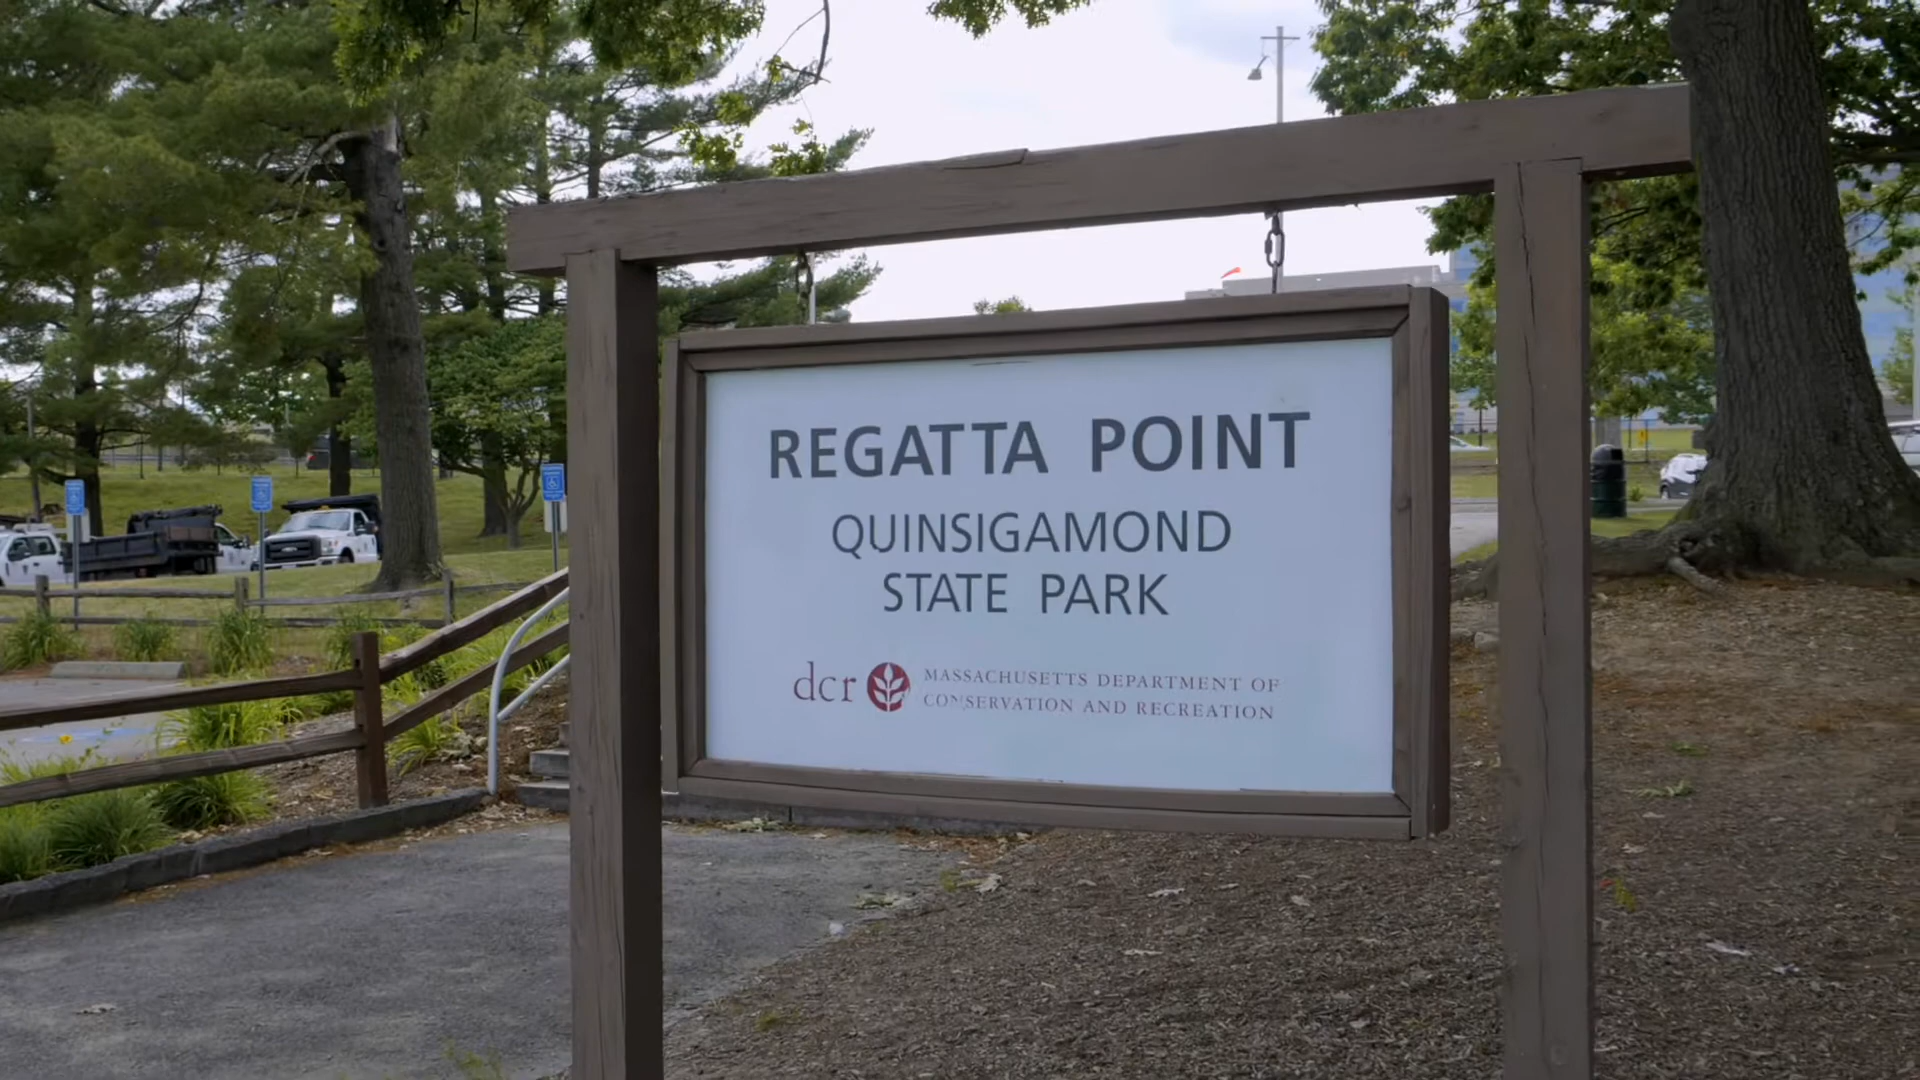 REGATTA POINT
QUINSIGAMOND
STATE PARK
dcr
MASSACHUSETTS DEPARTMENT OF
CONSERVATION AND RECREATION